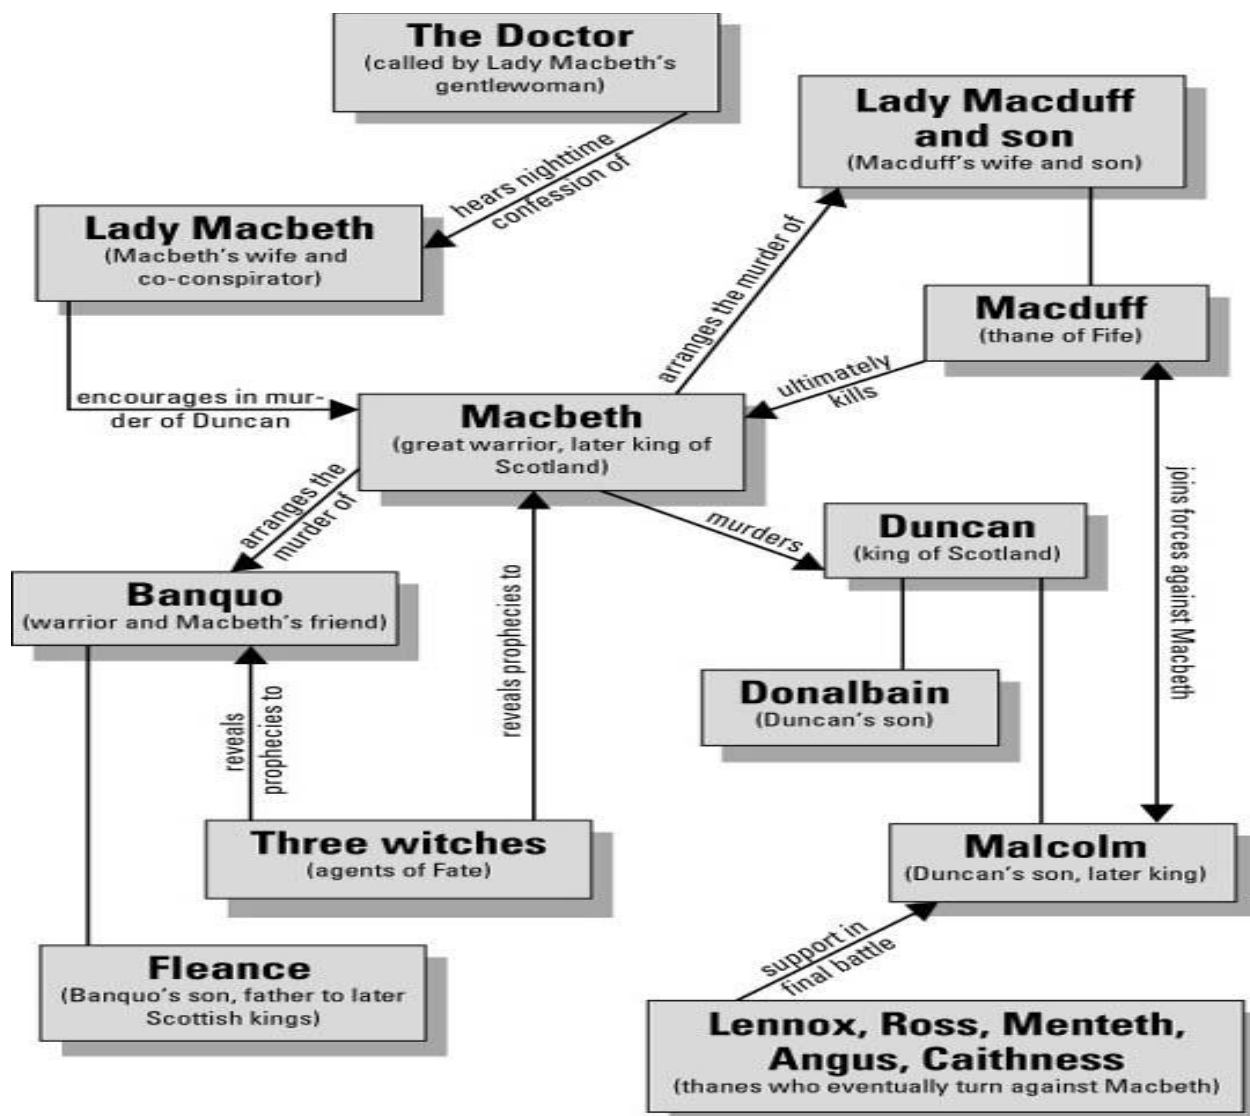 The Doctor
(called by Lady Macbeth's
gentlewoman)
hears nighttime
confession of
Lady Macduff
and son
(Macduff's wife and son)
Lady Macbeth
(Macbeth's wife and
co-conspirator)
arranges the murder of
Macduff
(thane of Fife)
ultimately
kills
encourages in mur-
der of Duncan
Macbeth
(great warrior, later king of
Scotland)
arranges the
murder of
murders
Duncan
(king of Scotland)
joins forces against Macbeth
Banquo
(warrior and Macbeth's friend)
reveals prophecies to
reveals
prophecies to
Donalbain
(Duncan's son)
Three witches
(agents of Fate)
Malcolm
(Duncan's son, later king)
support in
final battle
Fleance
(Banquo's son, father to later
Scottish kings)
Lennox, Ross, Menteth,
Angus, Caithness
(thanes who eventually turn against Macbeth)